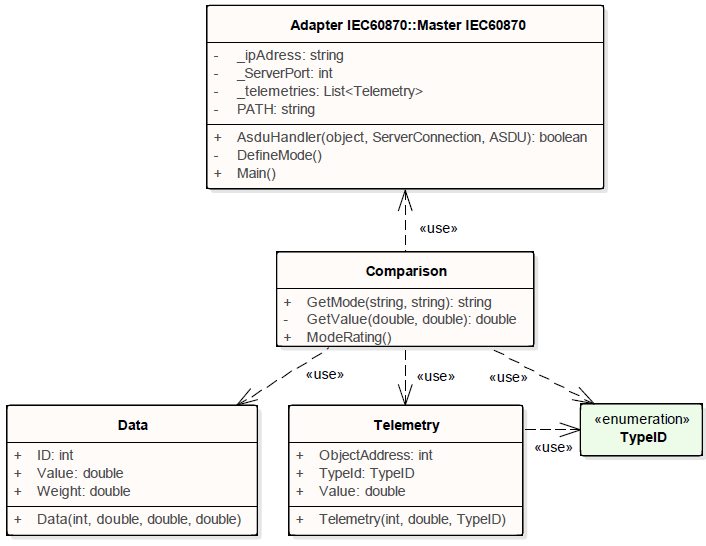 Adapter IEC60870::Master IEC60870
- _ipAdress: string
- _ServerPort: int
- _telemetries: List<Telemetry>
- PATH: string
+ AsduHandler(object, ServerConnection, ASDU): boolean
- DefineMode()
+ Main()
«use»
Comparison
+ GetMode(string, string): string
- GetValue(double, double): double
+ ModeRating()
«use»
«use»
«use»
Data
+ ID: int
+ Value: double
+ Weight: double
+ Data(int, double, double, double)
Telemetry
+ ObjectAddress: int
+ TypeId: TypeID
+ Value: double
+ Telemetry(int, double, TypeID)
«use»
«enumeration»
TypeID